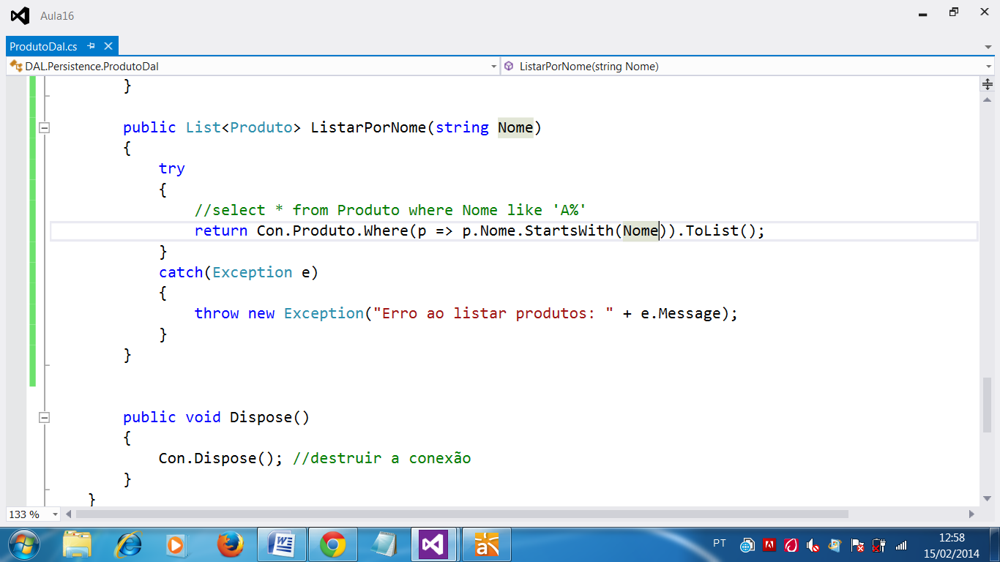 Aula16
ProdutoDal.cs
DAL.Persistence.ProdutoDal
ListarPorNome(string Nome)
}
public List<Produto> ListarPorNome(string Nome)
{
try
{
//select * from Produto where Nome like 'A%'
return Con.Produto.Where(p => p.Nome.StartsWith(Nome)).ToList();
}
catch(Exception e)
{
throw new Exception("Erro ao listar produtos: " + e.Message);
}
}
public void Dispose()
{
Con.Dispose(); //destruir a conexão
}
}
133 %
PT
12:58
15/02/2014